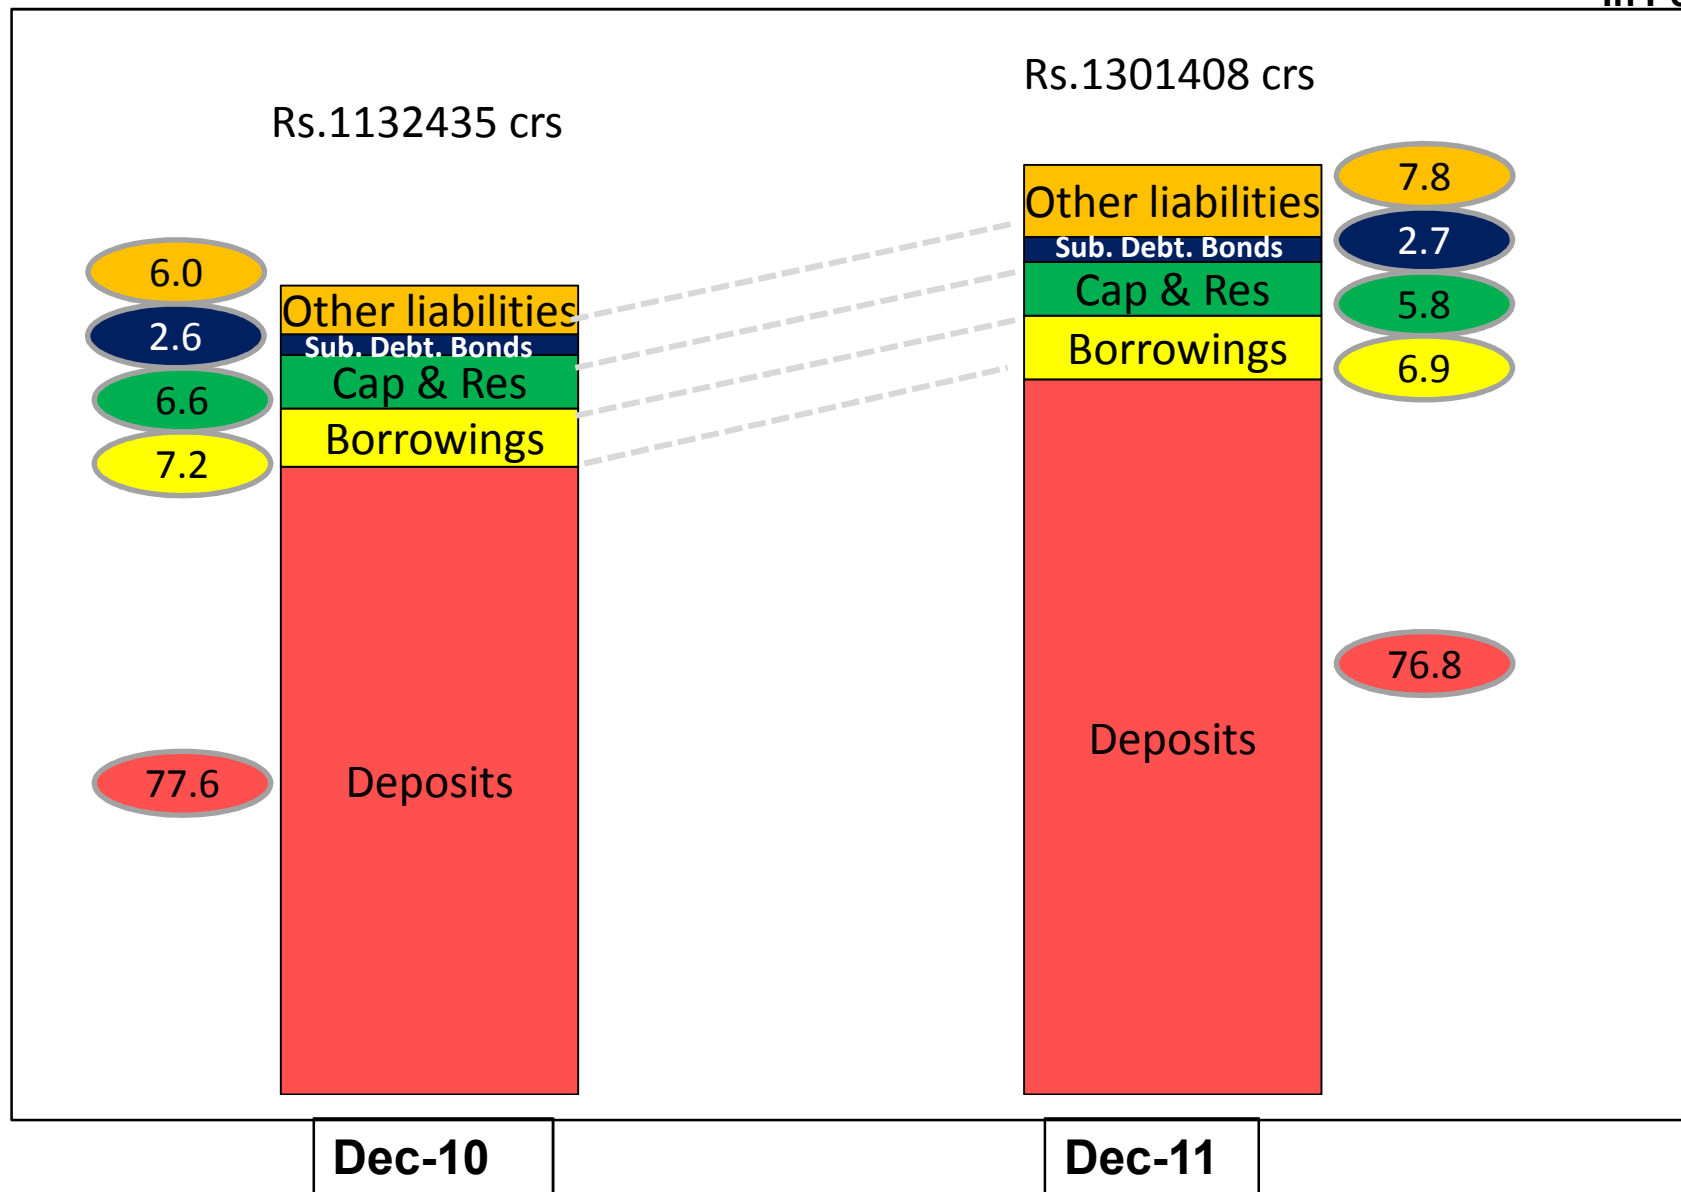 Rs.1132435 crs
6.0
2.6
6.6
7.2
77.6
Other liabilities
Sub. Debt. Bonds
Cap & Res
Borrowings
Deposits
Dec-10
Rs.1301408 crs
Other liabilities
Sub. Debt. Bonds
Cap & Res
Borrowings
Deposits
7.8
2.7
5.8
6.9
76.8
Dec-11